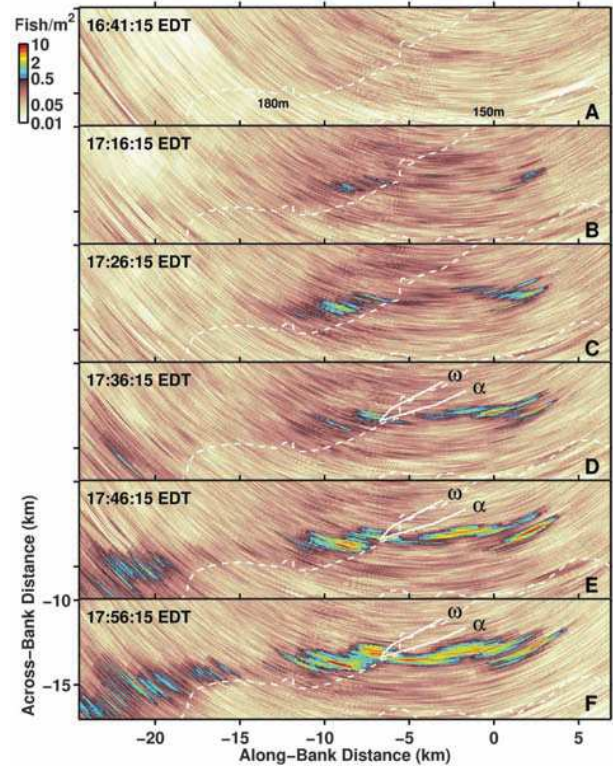 Fish/m²
10
2
0.5
0.05
0.01
16:41:15 EDT
180m
150m
A
17:16:15 EDT
B
17:26:15 EDT
C
17:36:15 EDT
ω
α
D
17:46:15 EDT
ω
α
E
−10
17:56:15 EDT
ω
α
F
−15
Across−Bank Distance (km)
−20
−15
−10
−5
0
5
Along−Bank Distance (km)